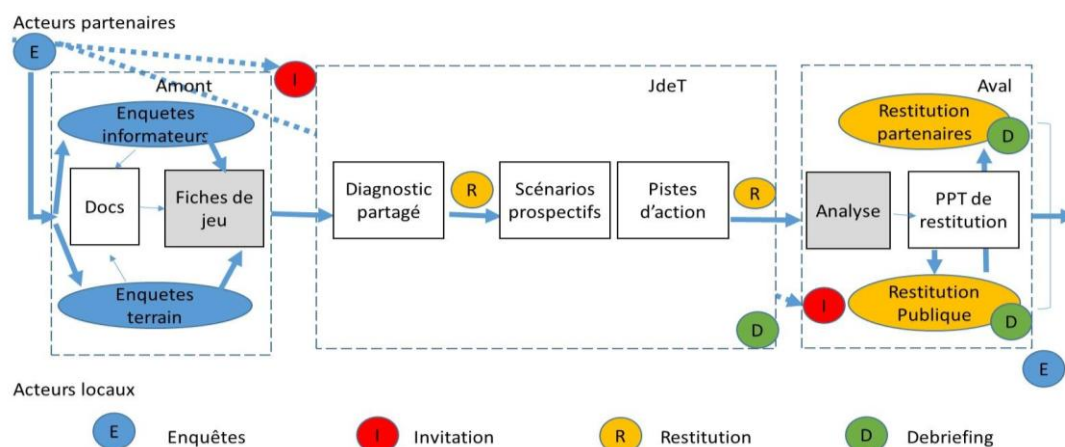 Acteurs partenaires
E
I
Amont
JdeT
Aval
Enquetes
informateurs
Restitution
partenaires
D
Docs
Fiches de
jeu
Diagnostic
partagé
R
Scénarios
prospectifs
Pistes
d'action
R
Analyse
PPT de
restitution
Enquetes
terrain
I
Restitution
Publique
D
D
E
Acteurs locaux
E Enquêtes
I Invitation
R Restitution
D Debriefing